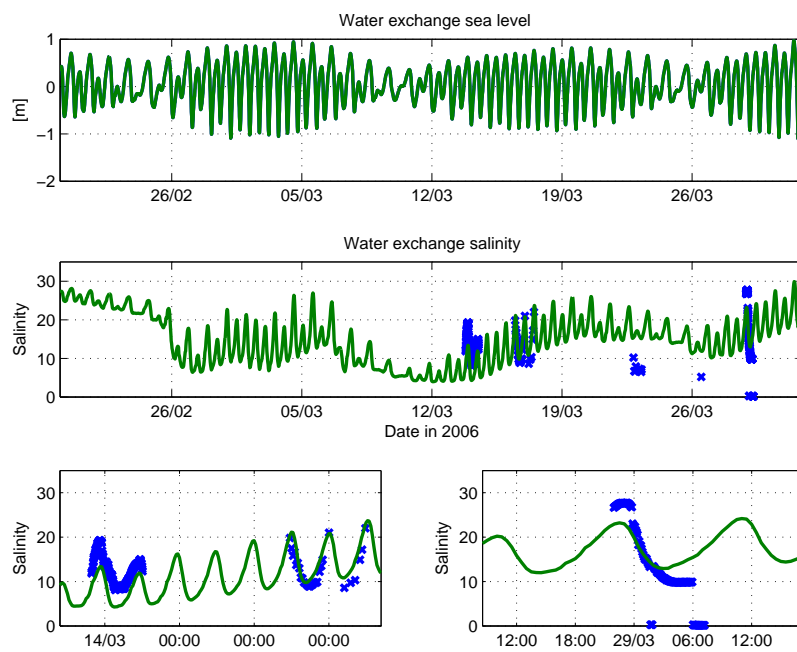 Water exchange sea level
[m]
1
0
−1
−2
26/02 05/03 12/03 19/03 26/03
Water exchange salinity
Salinity
30
20
10
0
26/02 05/03 12/03 19/03 26/03
Date in 2006
Salinity
30
20
10
0
14/03 00:00 00:00 00:00
Salinity
30
20
10
0
12:00 18:00 29/03 06:00 12:00